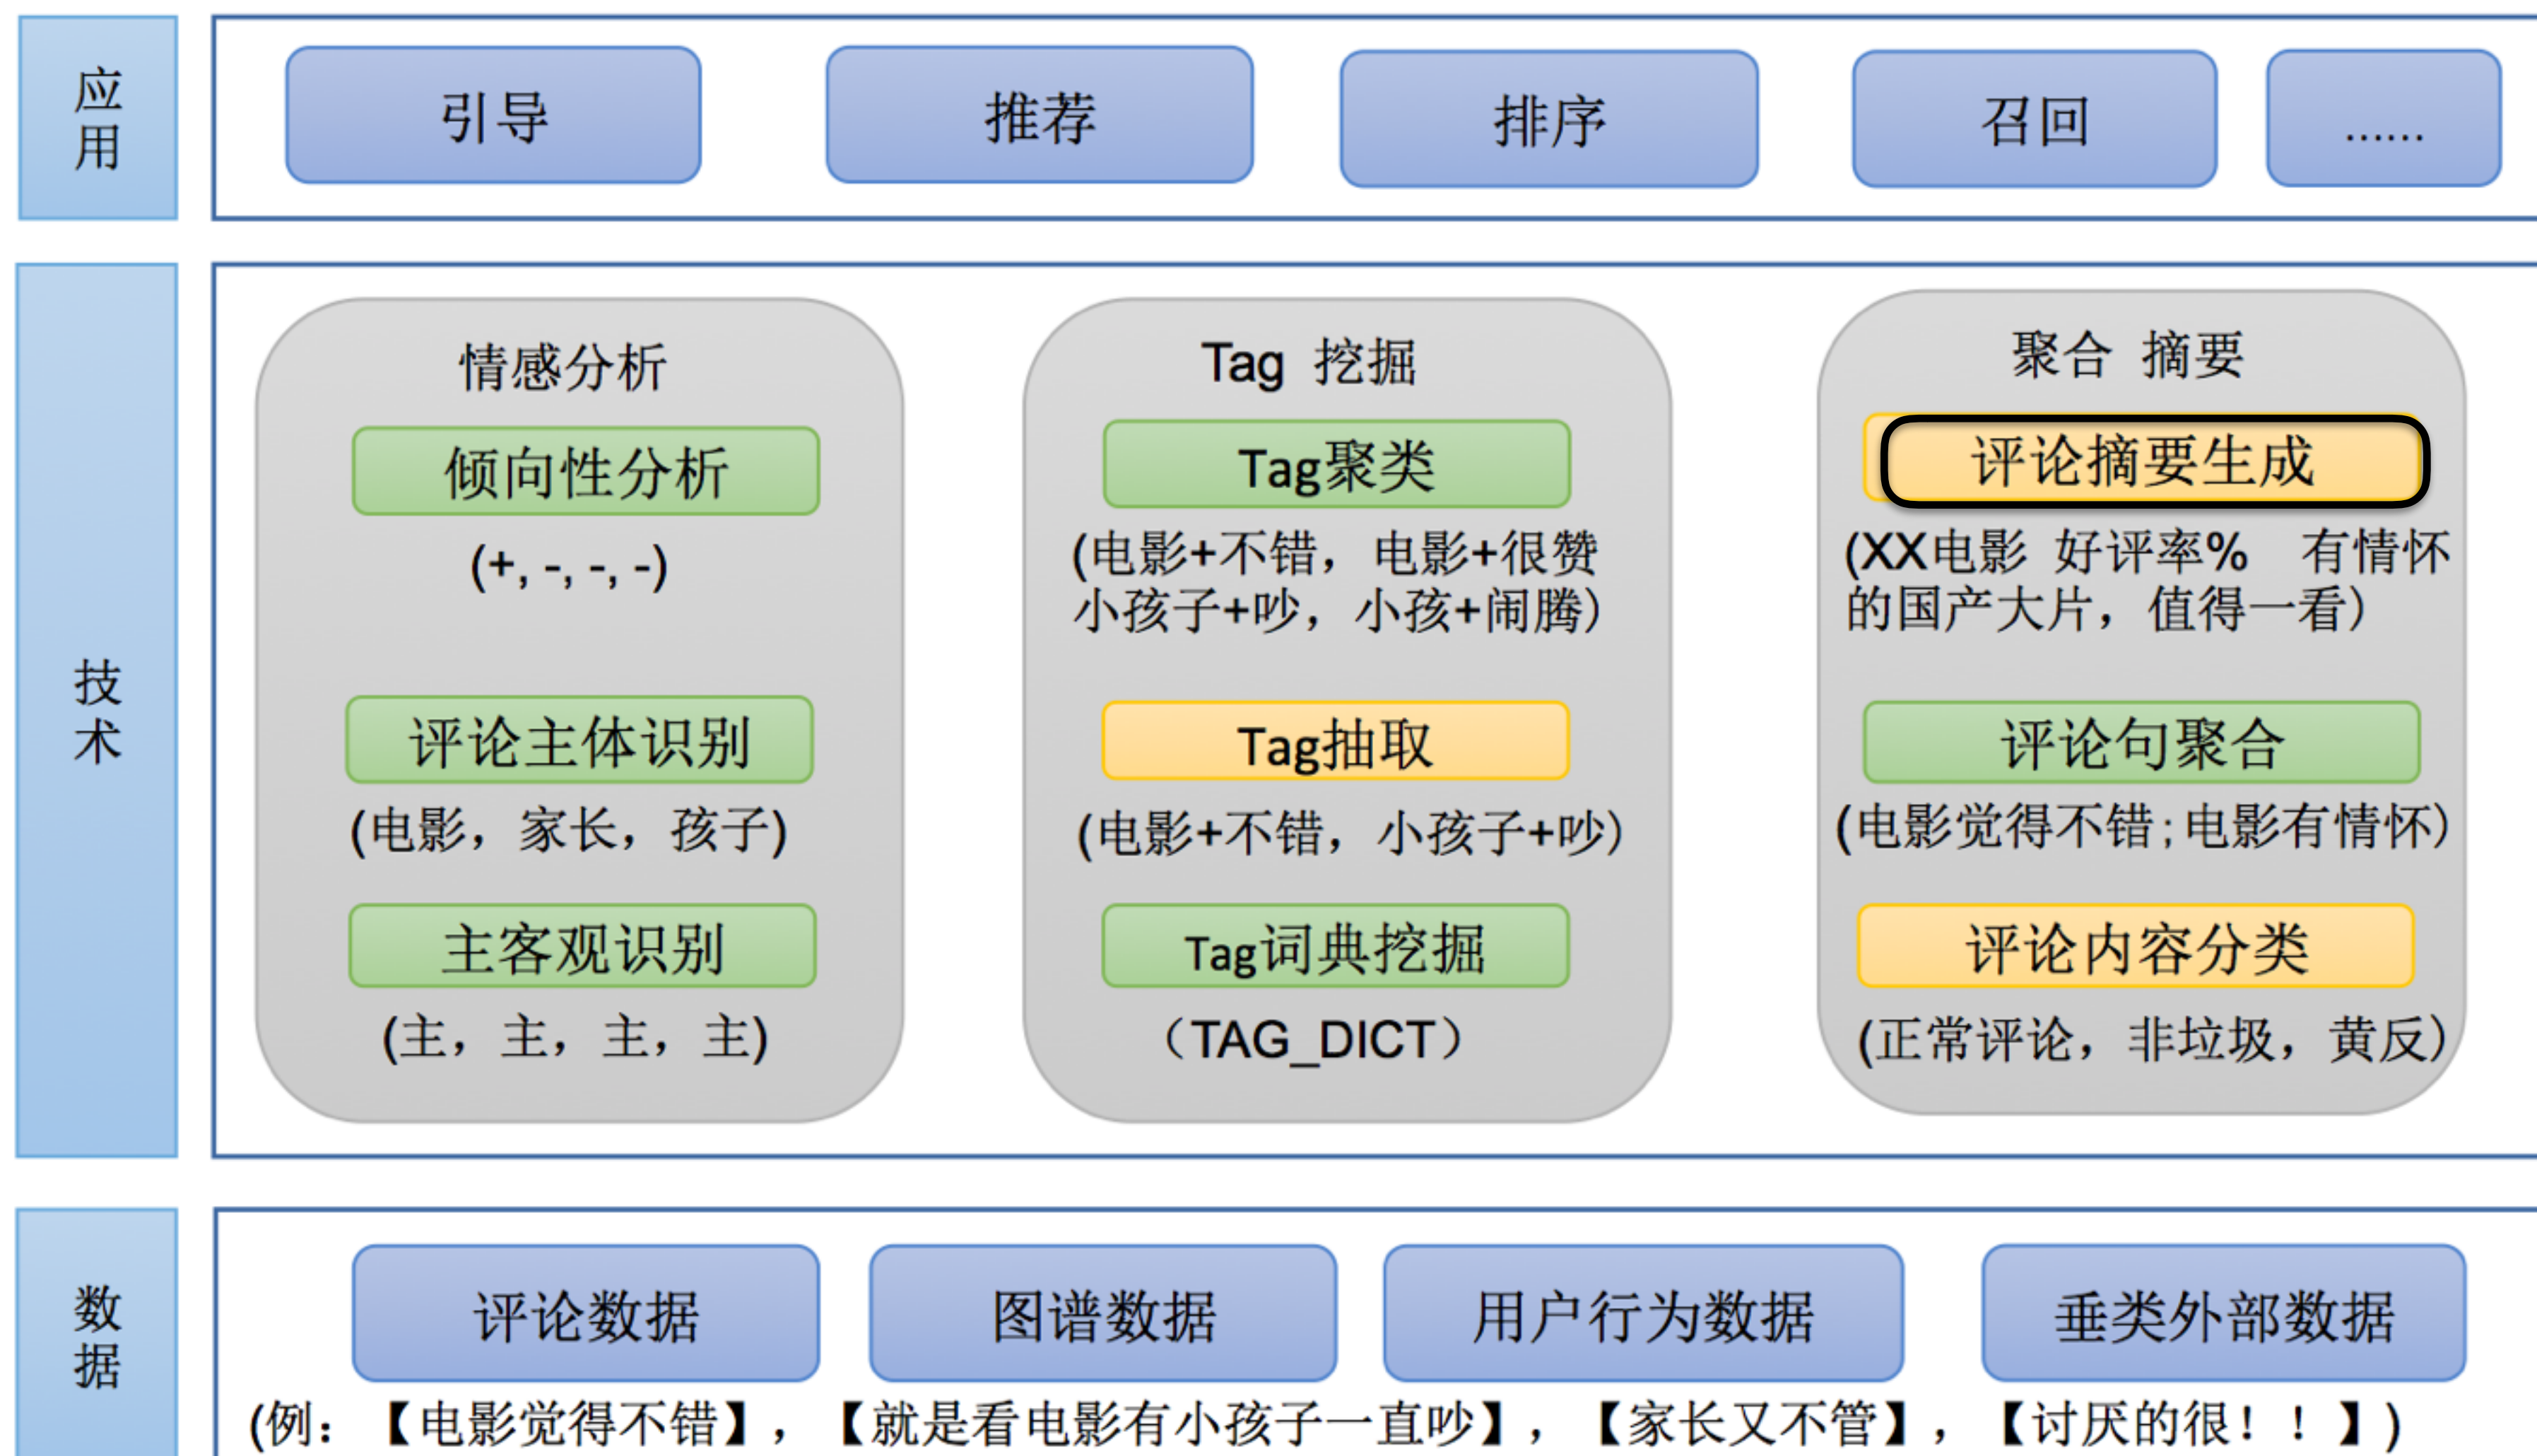 应用
引导
推荐
排序
召回
......
技术
情感分析
倾向性分析
(+, -, -, -)
评论主体识别
(电影，家长，孩子)
主客观识别
(主，主，主，主)
Tag 挖掘
Tag聚类
(电影+不错，电影+很赞
小孩子+吵，小孩+闹腾)
Tag抽取
(电影+不错，小孩子+吵)
Tag词典挖掘
（TAG_DICT）
聚合 摘要
评论摘要生成
(XX电影 好评率% 有情怀
的国产大片，值得一看)
评论句聚合
(电影觉得不错;电影有情怀)
评论内容分类
(正常评论，非垃圾，黄反)
数据
评论数据
图谱数据
用户行为数据
垂类外部数据
(例：【电影觉得不错】，【就是看电影有小孩子一直吵】，【家长又不管】，【讨厌的很！！】)